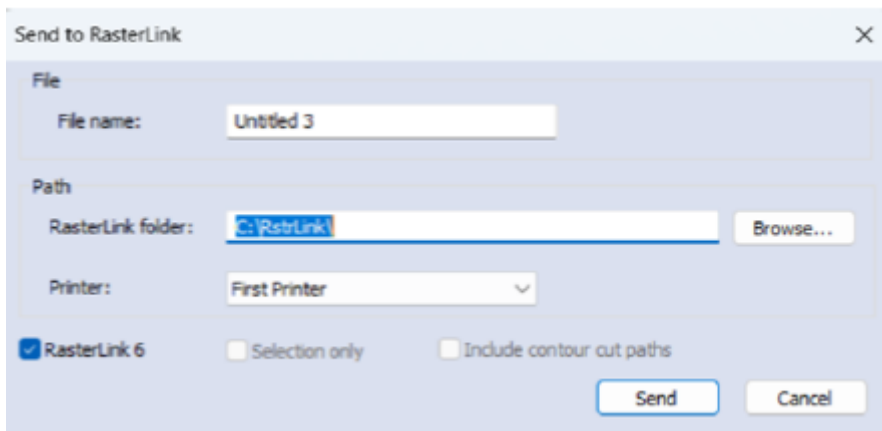 Send to RasterLink
File
File name: Untitled 3
Path
RasterLink folder: C:\RstrLink\ Browse...
Printer: First Printer
RasterLink 6 Selection only Include contour cut paths
Send Cancel